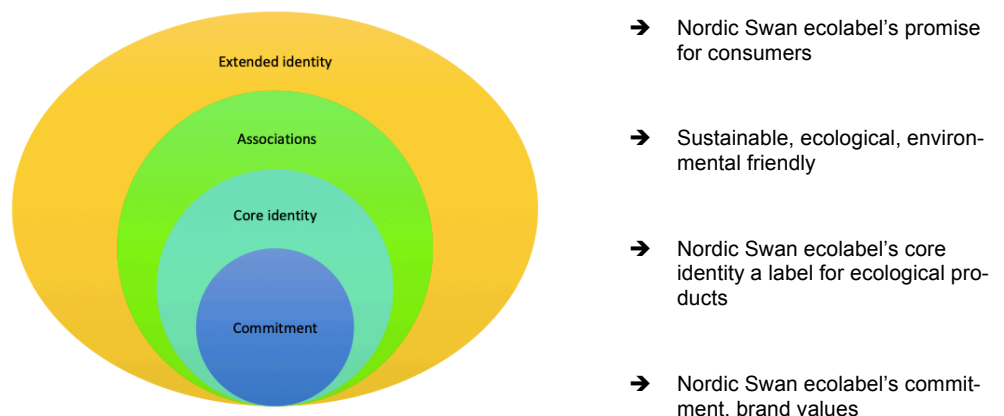 Extended identity
Associations
Core identity
Commitment
➔ Nordic Swan ecolabel’s promise
for consumers
➔ Sustainable, ecological, environ-
mental friendly
➔ Nordic Swan ecolabel’s core
identity a label for ecological pro-
ducts
➔ Nordic Swan ecolabel’s commit-
ment, brand values